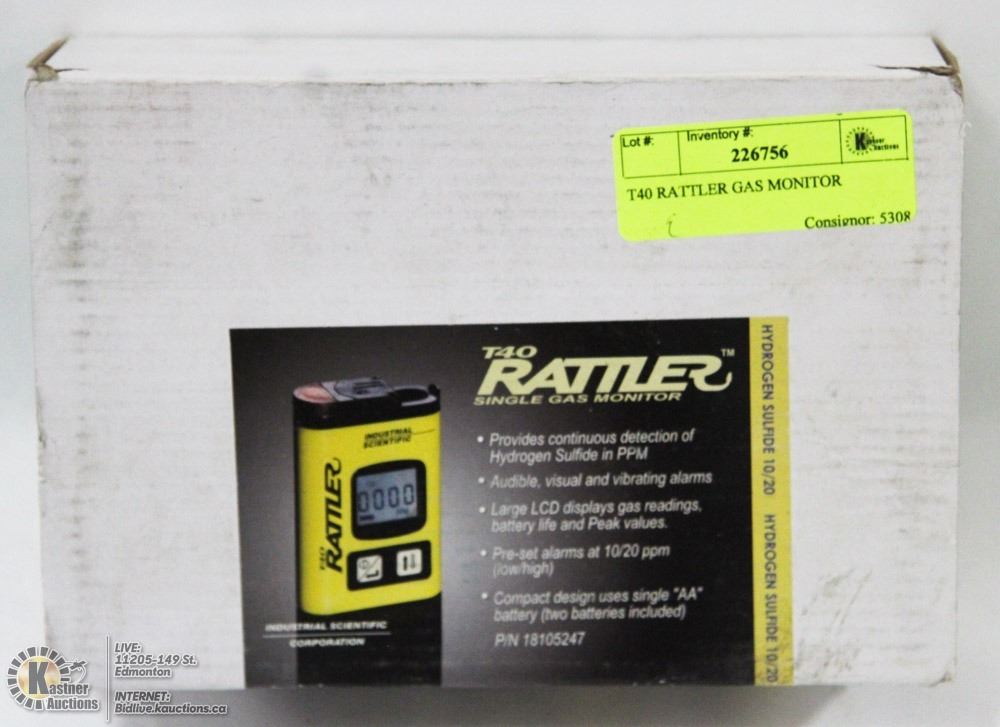 Lot #:
Inventory #:
226756
Kastner
Auctions
T40 RATTLER GAS MONITOR
Consignor: 5308
T40
RATTLER™
SINGLE GAS MONITOR
• Provides continuous detection of
Hydrogen Sulfide in PPM
• Audible, visual and vibrating alarms
• Large LCD displays gas readings,
battery life and Peak values.
• Pre-set alarms at 10/20 ppm
(low/high)
• Compact design uses single "AA"
battery (two batteries included)
P/N 18105247
HYDROGEN SULFIDE 10/20 HYDROGEN SULFIDE 10/20
INDUSTRIAL
SCIENTIFIC
T40 RATTLER
0000
INDUSTRIAL SCIENTIFIC
CORPORATION
Kastner
Auctions
LIVE:
11205-149 St.
Edmonton
INTERNET:
Bidlive.kauctions.ca